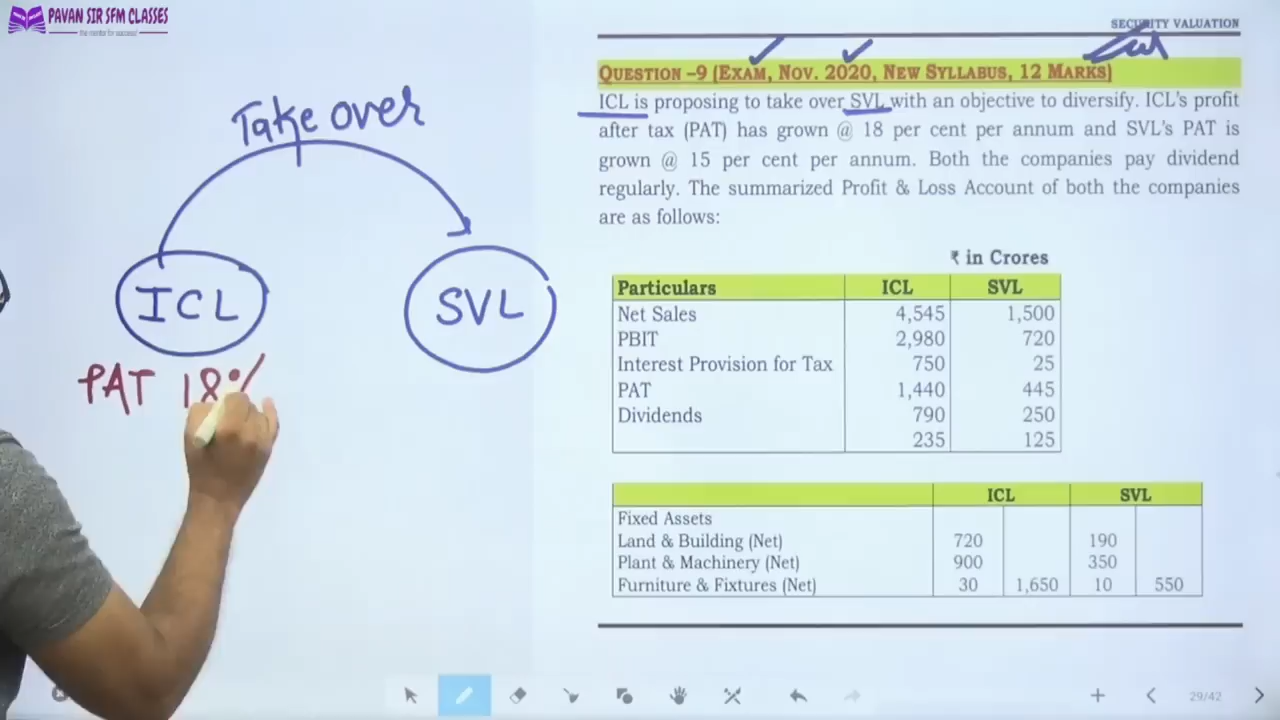 PAVAN SIR SFM CLASSES
the mentor for success!
SECURITY VALUATION
Take over
ICL
SVL
PAT 18%
QUESTION –9 (EXAM, NOV. 2020, NEW SYLLABUS, 12 MARKS)
ICL is proposing to take over SVL with an objective to diversify. ICL's profit
after tax (PAT) has grown @ 18 per cent per annum and SVL's PAT is
grown @ 15 per cent per annum. Both the companies pay dividend
regularly. The summarized Profit & Loss Account of both the companies
are as follows:
₹ in Crores
Particulars ICL SVL
Net Sales 4,545 1,500
PBIT 2,980 720
Interest Provision for Tax 750 25
PAT 1,440 445
Dividends 790 250
235 125
ICL SVL
Fixed Assets
Land & Building (Net) 720 190
Plant & Machinery (Net) 900 350
Furniture & Fixtures (Net) 30 1,650 10 550
29/42